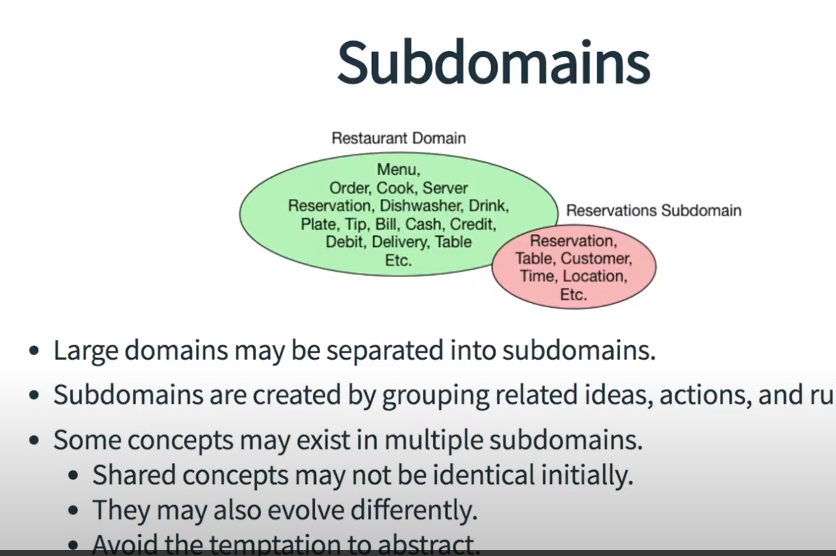 Subdomains
Restaurant Domain
Menu,
Order, Cook, Server
Reservation, Dishwasher, Drink,
Plate, Tip, Bill, Cash, Credit,
Debit, Delivery, Table
Etc.
Reservations Subdomain
Reservation,
Table, Customer,
Time, Location,
Etc.
• Large domains may be separated into subdomains.
• Subdomains are created by grouping related ideas, actions, and ru
• Some concepts may exist in multiple subdomains.
• Shared concepts may not be identical initially.
• They may also evolve differently.
• Avoid the temptation to abstract.